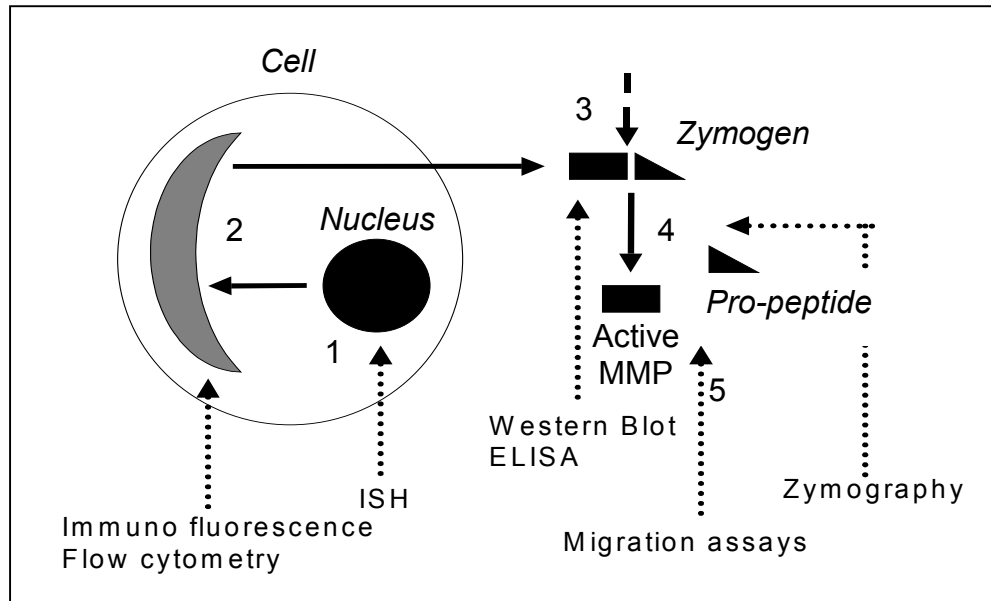 Cell
3
Zymogen
2
Nucleus
4
Pro-peptide
1
Active
MMP
5
Western Blot
ELISA
ISH
Zymography
Immuno fluorescence
Flow cytometry
Migration assays